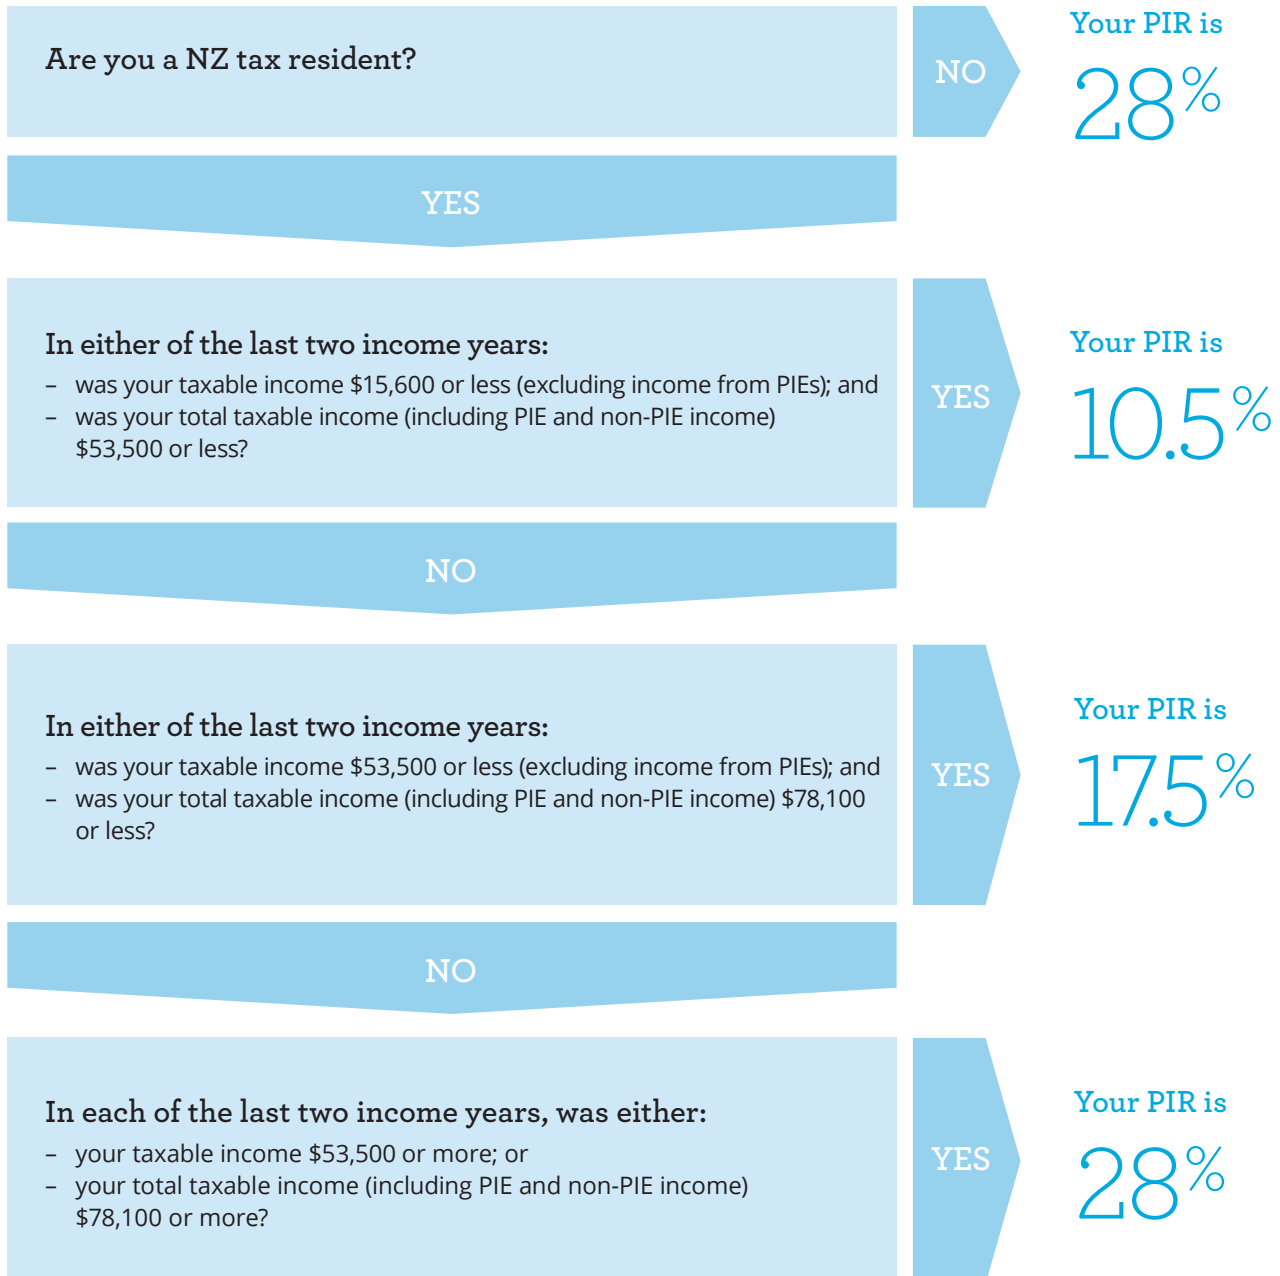 Are you a NZ tax resident?
NO
Your PIR is
28%
YES
In either of the last two income years:
– was your taxable income $15,600 or less (excluding income from PIEs); and
– was your total taxable income (including PIE and non-PIE income)
$53,500 or less?
YES
Your PIR is
10.5%
NO
In either of the last two income years:
– was your taxable income $53,500 or less (excluding income from PIEs); and
– was your total taxable income (including PIE and non-PIE income) $78,100
or less?
YES
Your PIR is
17.5%
NO
In each of the last two income years, was either:
– your taxable income $53,500 or more; or
– your total taxable income (including PIE and non-PIE income)
$78,100 or more?
YES
Your PIR is
28%